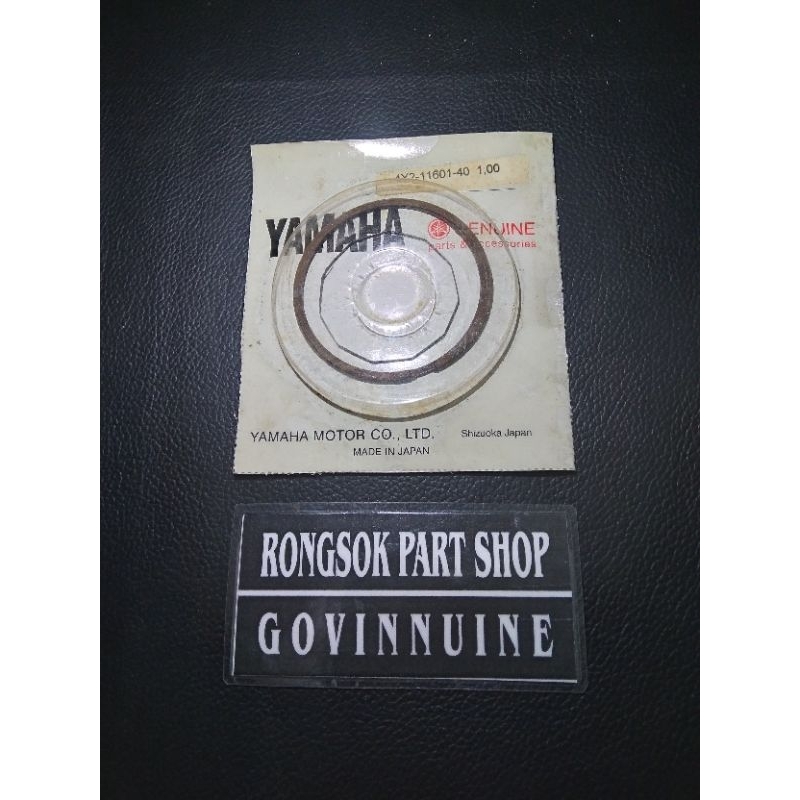 11601-40 1,00
YAMAHA
GENUINE
parts & accessories
YAMAHA MOTOR CO., LTD. Shizuoka Japan
MADE IN JAPAN
RONGSOK PART SHOP
GOVINNUINE